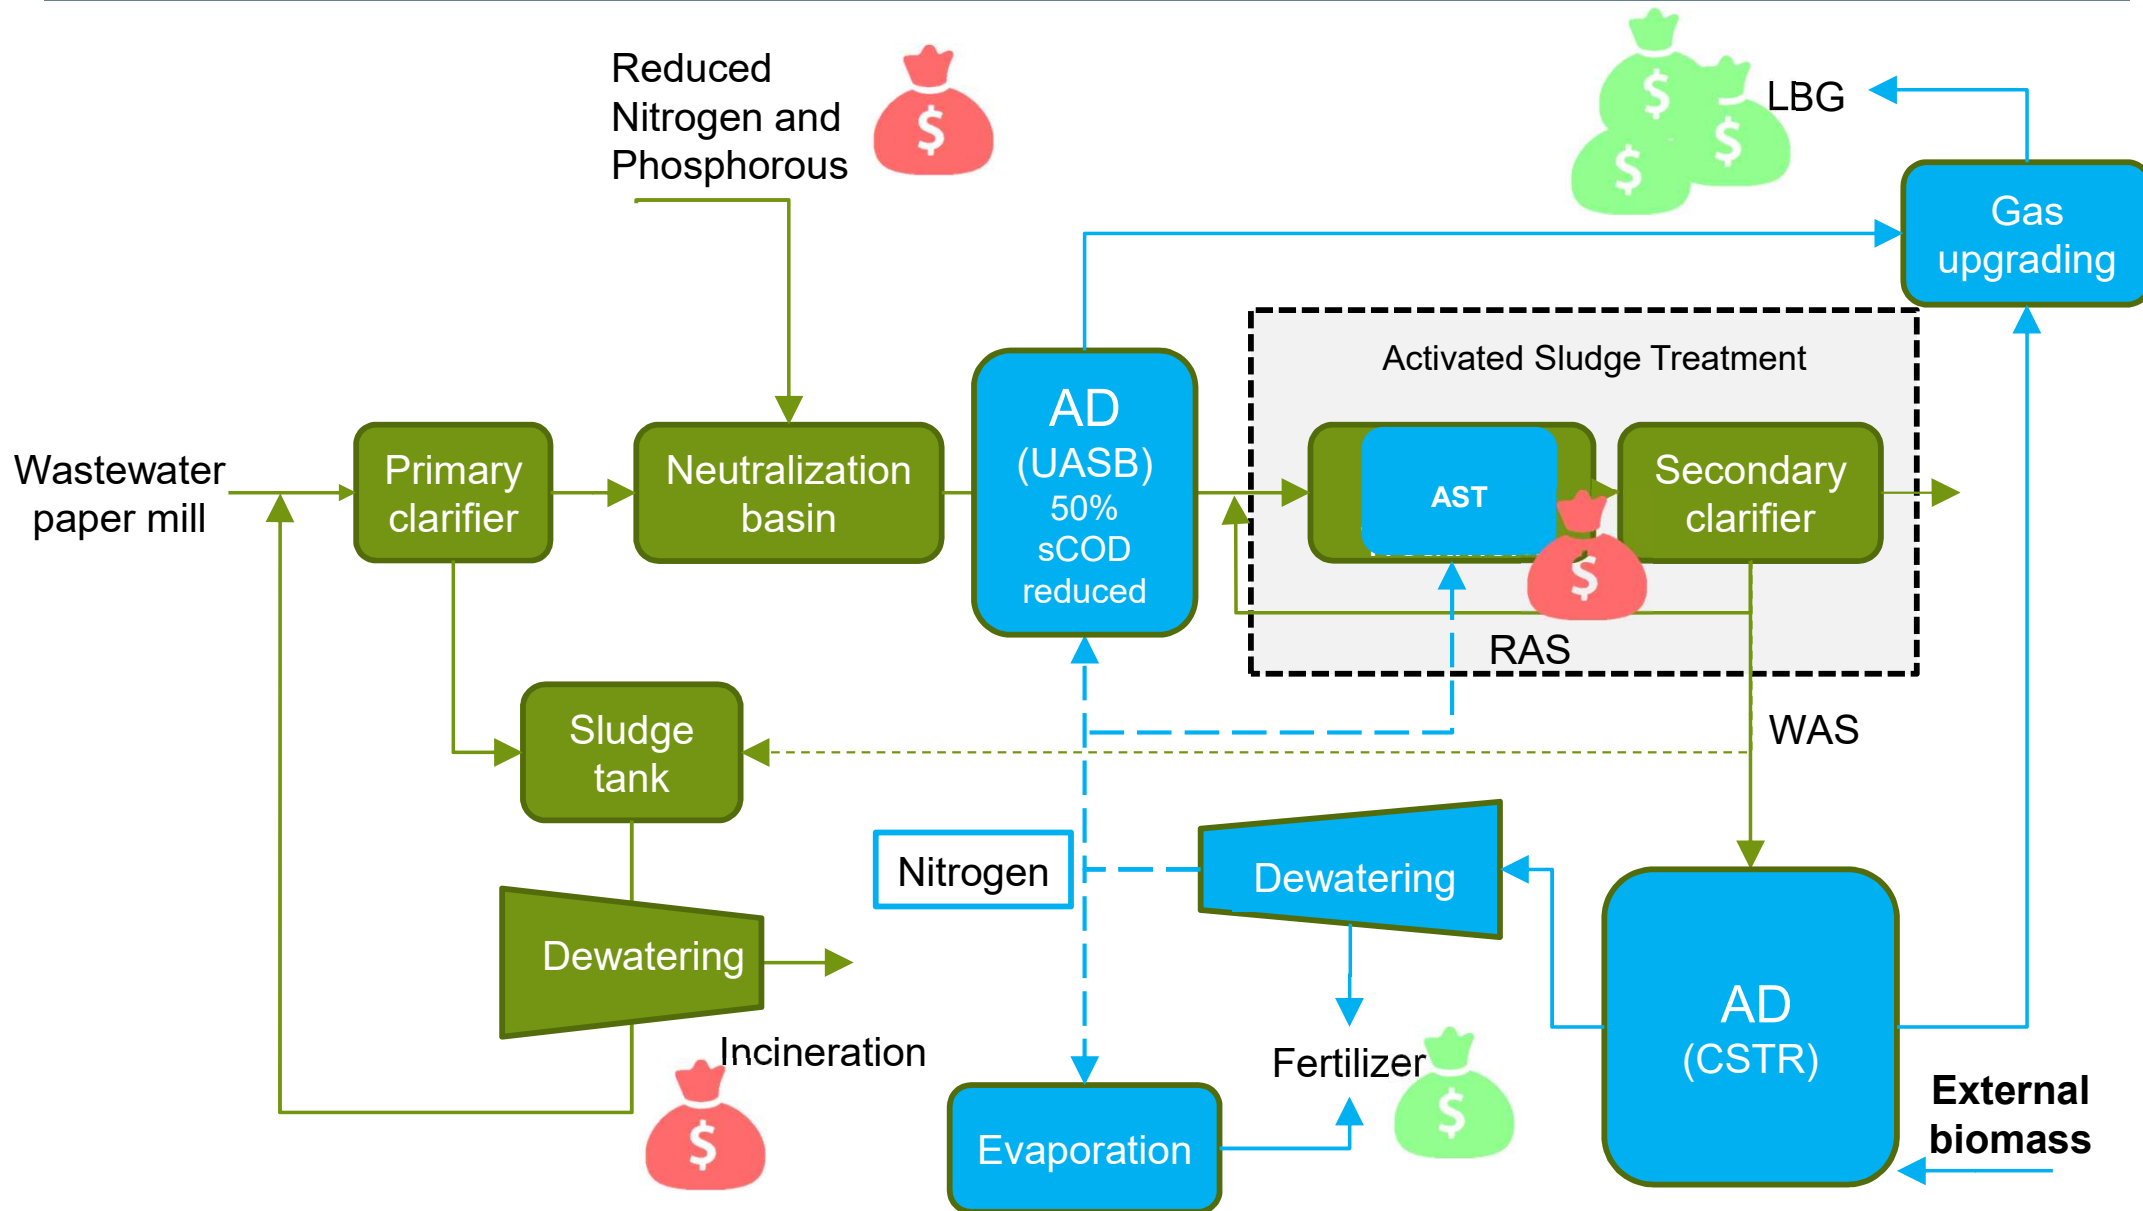 Reduced
Nitrogen and
Phosphorous
$
$
$
$
LBG
Gas
upgrading
Activated Sludge Treatment
Wastewater
paper mill
Primary
clarifier
Neutralization
basin
AD
(UASB)
50%
sCOD
reduced
AST
$
Secondary
clarifier
RAS
WAS
Sludge
tank
Nitrogen
Dewatering
Dewatering
Incineration
$
Evaporation
Fertilizer
$
AD
(CSTR)
External
biomass